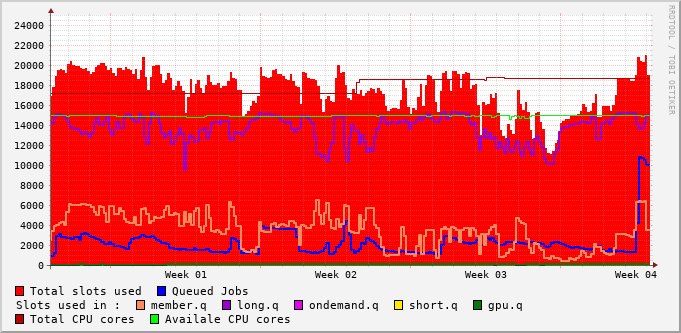 24000
22000
20000
18000
16000
14000
12000
10000
8000
6000
4000
2000
0
Week 01 Week 02 Week 03 Week 04
RRDTOOL / TOBI OETIKER
Total slots used Queued Jobs
Slots used in : member.q long.q ondemand.q short.q gpu.q
Total CPU cores Availale CPU cores